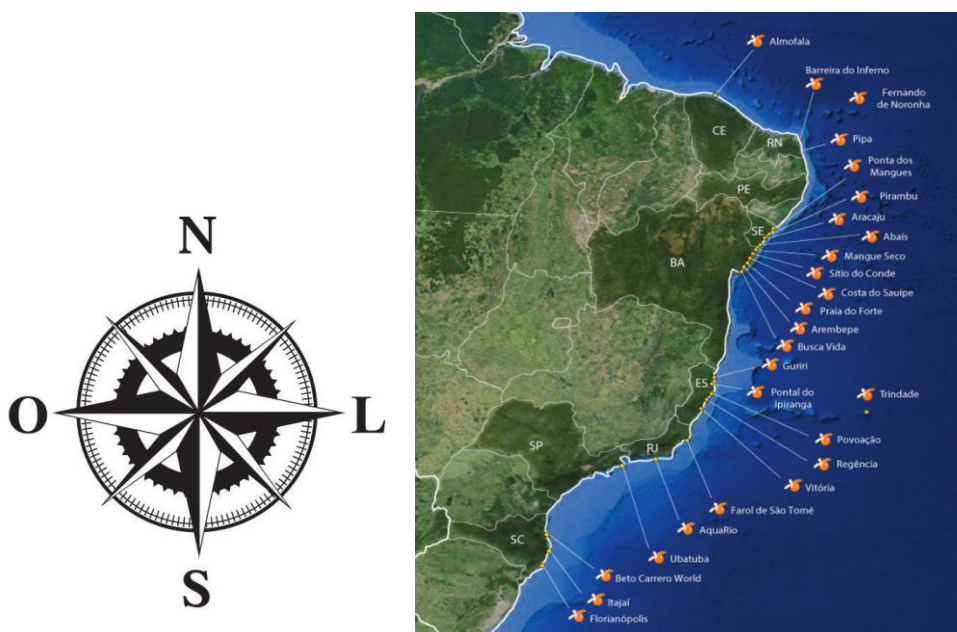 N
O
L
S
Almofala
Barreira do Inferno
Fernando
de Noronha
CE
RN
Pipa
Ponta dos
Mangues
PE
Pirambu
Aracaju
SE
Abaís
BA
Mangue Seco
Sítio do Conde
Costa do Sauípe
Praia do Forte
Arembepe
Busca Vida
Guriri
ES
Pontal do
Ipiranga
Trindade
Povoação
SP
RJ
Regência
Vitória
Farol de São Tomé
AquaRio
SC
Ubatuba
Beto Carrero World
Itajaí
Florianópolis